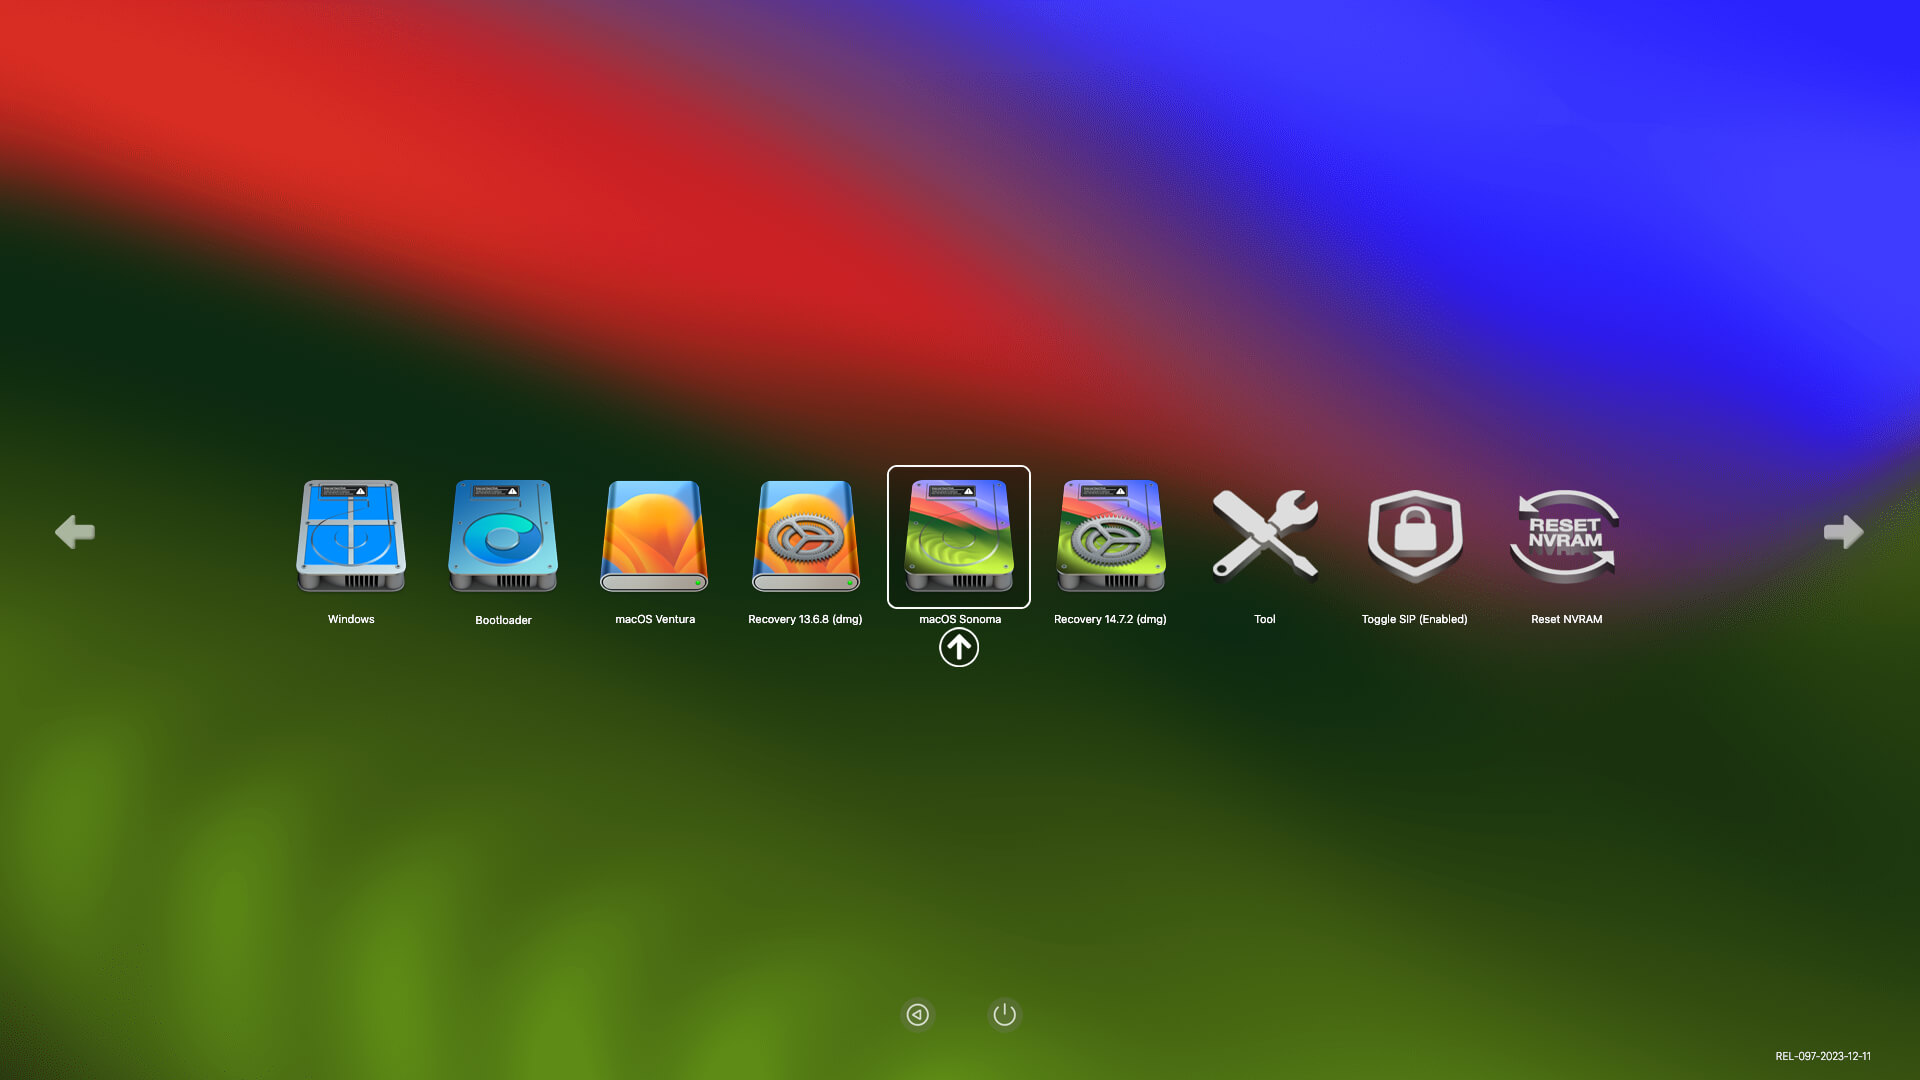 RESET
NVRAM
Windows
Bootloader
macOS Ventura
Recovery 13.6.8 (dmg)
macOS Sonoma
Recovery 14.7.2 (dmg)
Tool
Toggle SIP (Enabled)
Reset NVRAM
REL-097-2023-12-11